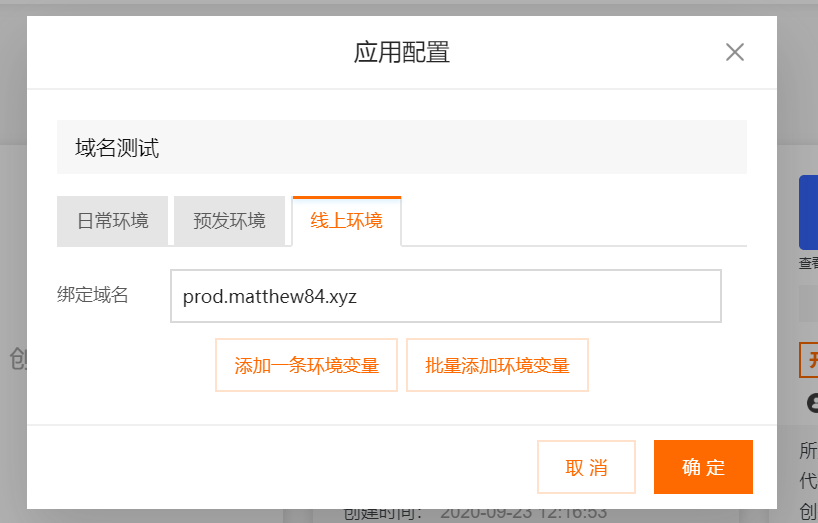 应用配置
域名测试
日常环境 预发环境 线上环境
绑定域名 prod.matthew84.xyz
添加一条环境变量 批量添加环境变量
取 消 确 定
创
查看
所
代
创
创建时间： 2020-09-23 12:16:53